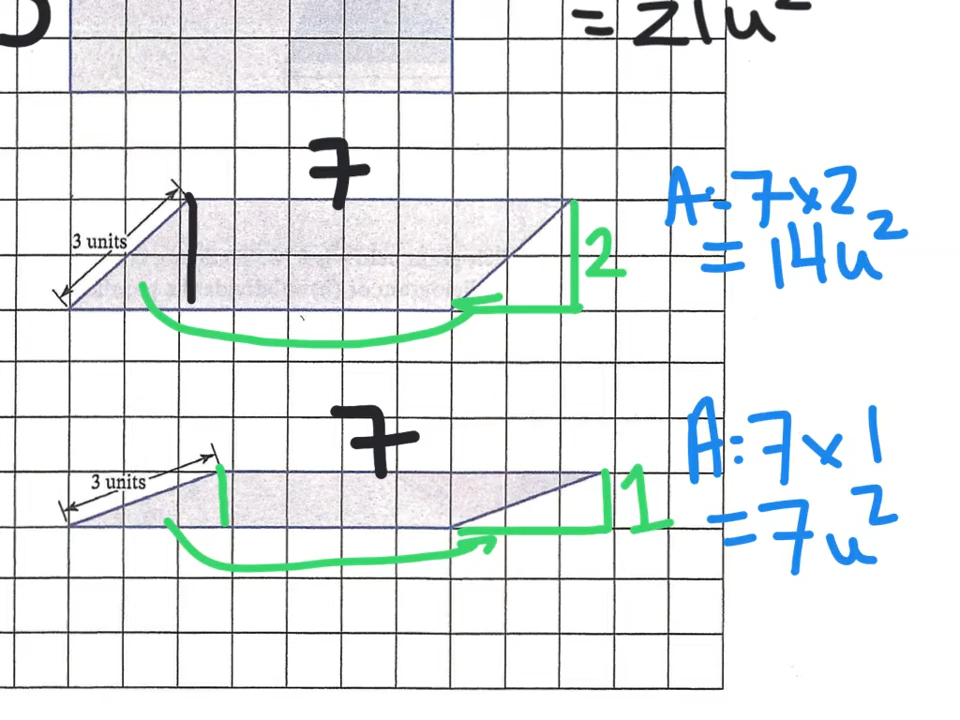 = 21u²
7
3 units
2
A: 7x2
= 14u²
7
3 units
1
A: 7x1
= 7u²